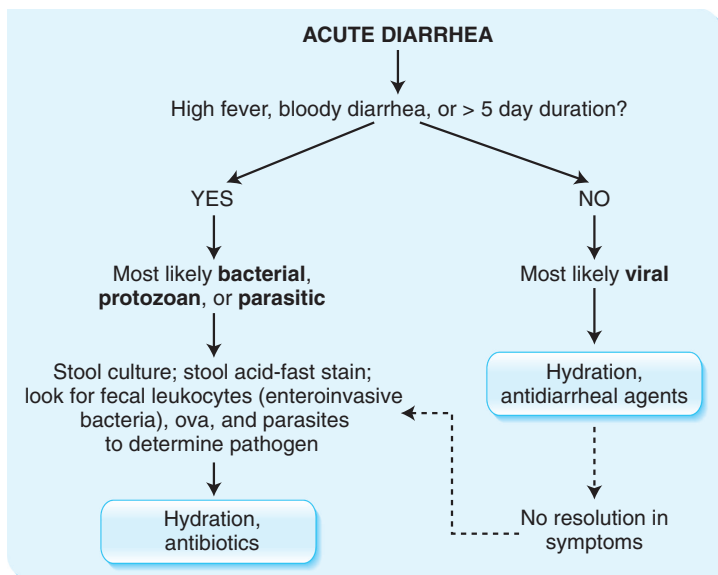 ACUTE DIARRHEA
High fever, bloody diarrhea, or > 5 day duration?
YES
NO
Most likely bacterial,
protozoan, or parasitic
Most likely viral
Stool culture; stool acid-fast stain;
look for fecal leukocytes (enteroinvasive
bacteria), ova, and parasites
to determine pathogen
Hydration,
antidiarrheal agents
Hydration,
antibiotics
No resolution in
symptoms